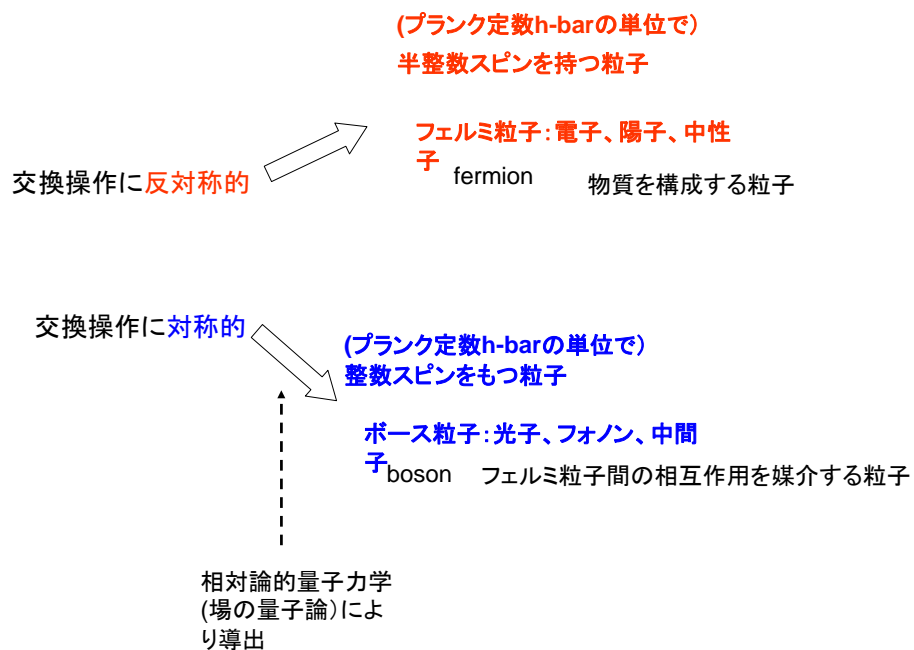 (プランク定数h-barの単位で）
半整数スピンを持つ粒子
フェルミ粒子：電子、陽子、中性
子
fermion 物質を構成する粒子
交換操作に反対称的
交換操作に対称的
(プランク定数h-barの単位で）
整数スピンをもつ粒子
ボース粒子：光子、フォノン、中間
子
boson フェルミ粒子間の相互作用を媒介する粒子
相対論的量子力学
(場の量子論）によ
り導出